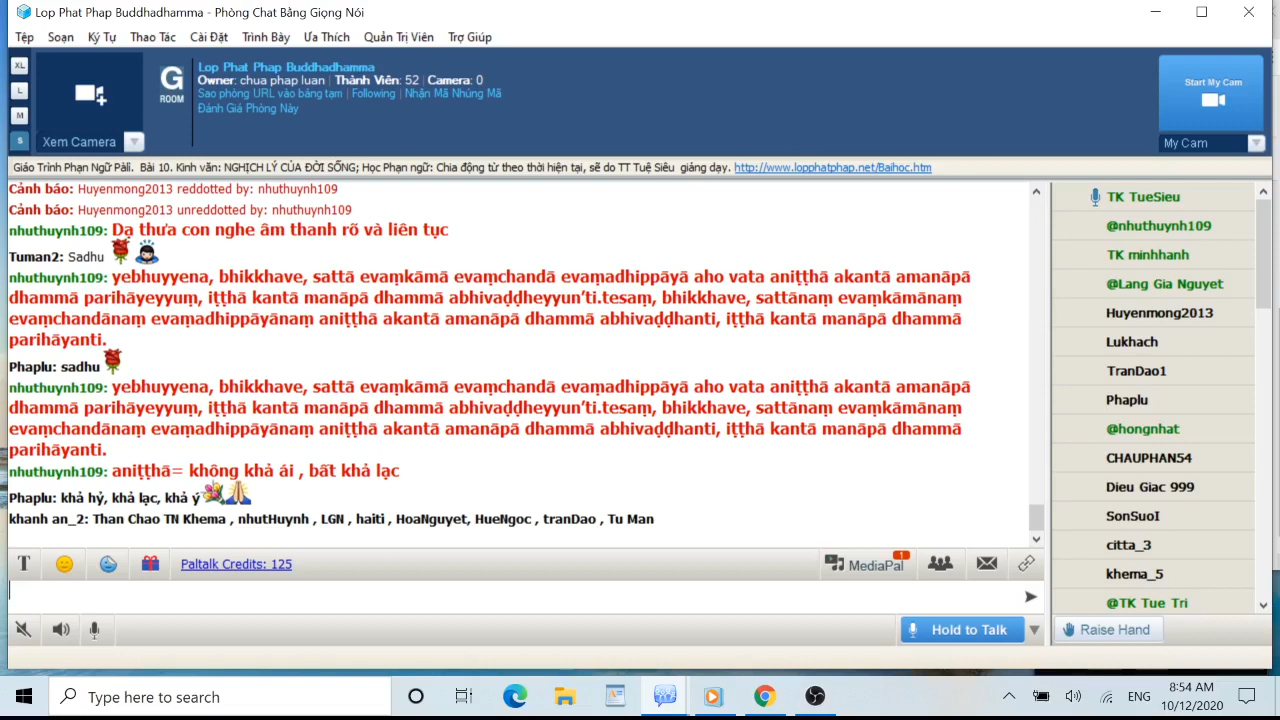 Lop Phat Phap Buddhadhamma - Phòng Chat Bằng Giọng Nói
Tệp Soạn Ký Tự Thao Tác Cài Đặt Trình Bày Ưa Thích Quản Trị Viên Trợ Giúp
XL
L
M
S
Xem Camera
G
ROOM
Lop Phat Phap Buddhadhamma
Owner: chua phap luan | Thành Viên: 52 | Camera: 0
Sao phòng URL vào bảng tạm | Following | Nhận Mã Nhúng Mã
Đánh Giá Phòng Này
Start My Cam
My Cam
Giáo Trình Phạn Ngữ Pàli. Bài 10. Kinh văn: NGHỊCH LÝ CỦA ĐỜI SỐNG; Học Phạn ngữ: Chia động từ theo thời hiện tại, sẽ do TT Tuệ Siêu giảng dạy. http://www.lopphatphap.net/Baihoc.htm
Cảnh báo: Huyenmong2013 reddotted by: nhuthuynh109
Cảnh báo: Huyenmong2013 unreddotted by: nhuthuynh109
nhuthuynh109: Dạ thưa con nghe âm thanh rõ và liên tục
Tuman2: Sadhu
nhuthuynh109: yebhuyyena, bhikkhave, sattā evaṃkāmā evaṃchandā evaṃadhippāyā aho vata aniṭṭhā akantā amanāpā
dhammā parihāyeyyuṃ, iṭṭhā kantā manāpā dhammā abhivaḍḍheyyun’ti.tesaṃ, bhikkhave, sattānaṃ evaṃkāmānaṃ
evaṃchandānaṃ evaṃadhippāyānaṃ aniṭṭhā akantā amanāpā dhammā abhivaḍḍhanti, iṭṭhā kantā manāpā dhammā
parihāyanti.
Phaplu: sadhu
nhuthuynh109: yebhuyyena, bhikkhave, sattā evaṃkāmā evaṃchandā evaṃadhippāyā aho vata aniṭṭhā akantā amanāpā
dhammā parihāyeyyuṃ, iṭṭhā kantā manāpā dhammā abhivaḍḍheyyun’ti.tesaṃ, bhikkhave, sattānaṃ evaṃkāmānaṃ
evaṃchandānaṃ evaṃadhippāyānaṃ aniṭṭhā akantā amanāpā dhammā abhivaḍḍhanti, iṭṭhā kantā manāpā dhammā
parihāyanti.
nhuthuynh109: aniṭṭhā= không khả ái , bất khả lạc
Phaplu: khả hỷ, khả lạc, khả ý
khanh an_2: Than Chao TN Khema , nhutHuynh , LGN , haiti , HoaNguyet, HueNgoc , tranDao , Tu Man
TK TueSieu
@nhuthuynh109
TK minhhanh
@Lang Gia Nguyet
Huyenmong2013
Lukhach
TranDao1
Phaplu
@hongnhat
CHAUPHAN54
Dieu Giac 999
SonSuoI
citta_3
khema_5
@TK Tue Tri
T Paltalk Credits: 125 MediaPal 1
Hold to Talk
Raise Hand
Type here to search
ENG
8:54 AM
10/12/2020